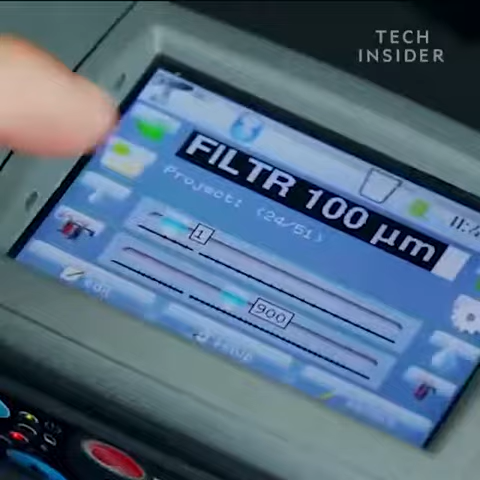 TECH
INSIDER
FILTR 100 µm
Project: (24/51)
1
900